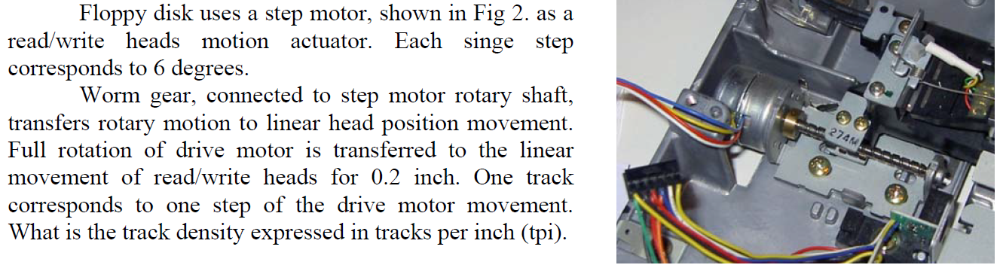 Floppy disk uses a step motor, shown in Fig 2. as a
read/write heads motion actuator. Each singe step
corresponds to 6 degrees.
Worm gear, connected to step motor rotary shaft,
transfers rotary motion to linear head position movement.
Full rotation of drive motor is transferred to the linear
movement of read/write heads for 0.2 inch. One track
corresponds to one step of the drive motor movement.
What is the track density expressed in tracks per inch (tpi).
274M